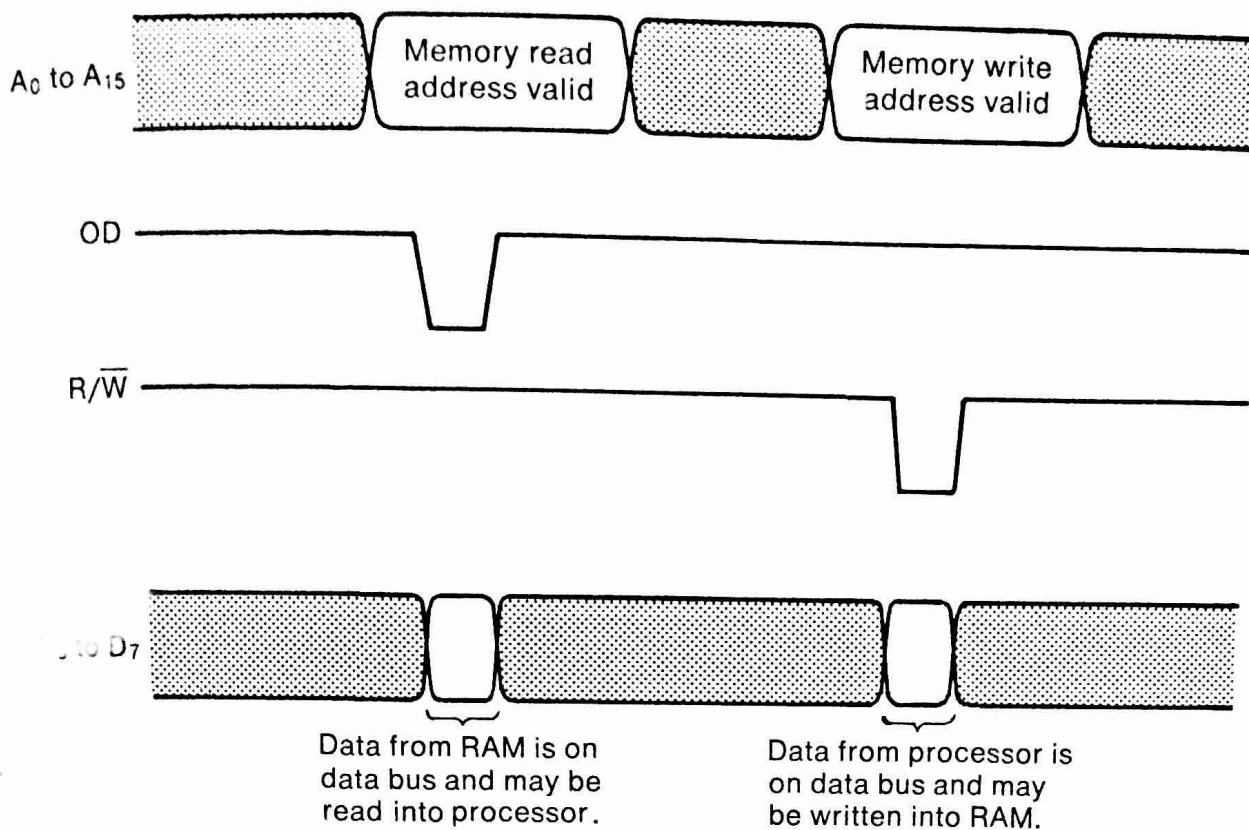 Memory read
address valid
Memory write
address valid
A₀ to A₁₅
OD
R/W̅
to D₇
Data from RAM is on
data bus and may be
read into processor.
Data from processor is
on data bus and may
be written into RAM.